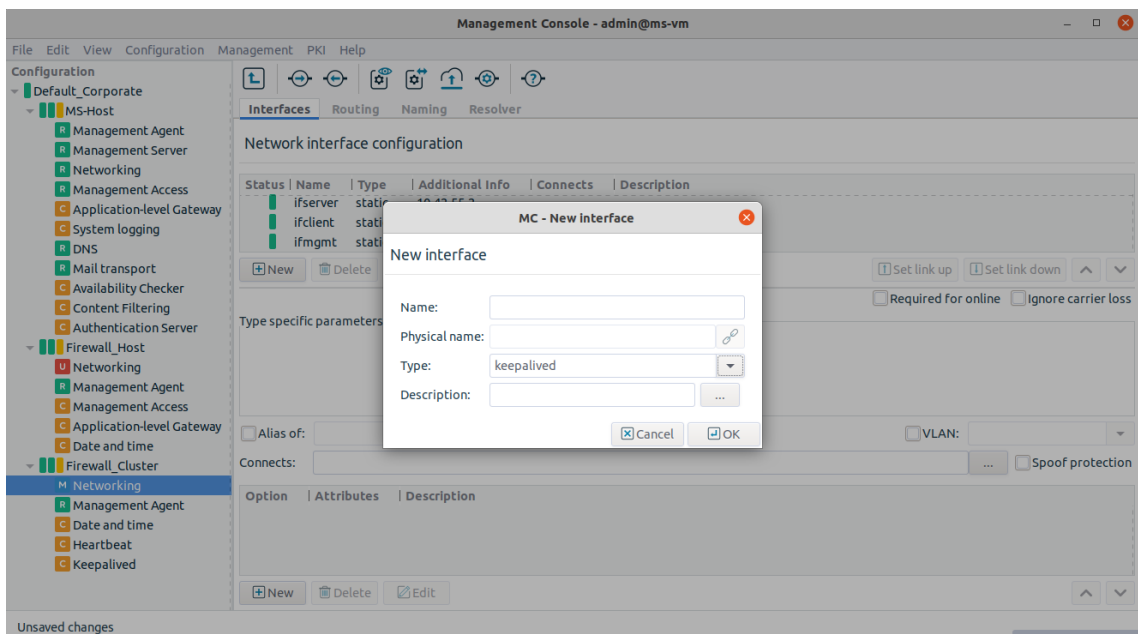 Management Console - admin@ms-vm
File Edit View Configuration Management PKI Help
Configuration
Default_Corporate
MS-Host
R Management Agent
R Management Server
R Networking
R Management Access
C Application-level Gateway
C System logging
R DNS
R Mail transport
C Availability Checker
C Content Filtering
C Authentication Server
Firewall_Host
U Networking
R Management Agent
C Management Access
C Application-level Gateway
C Date and time
Firewall_Cluster
M Networking
R Management Agent
C Date and time
C Heartbeat
C Keepalived
Interfaces Routing Naming Resolver
Network interface configuration
Status | Name | Type | Additional Info | Connects | Description
ifserver static
ifclient stati
ifmgmt stati
New Delete
Set link up Set link down
Required for online Ignore carrier loss
Type specific parameters
MC - New interface
New interface
Name:
Physical name:
Type: keepalived
Description: ...
Cancel OK
Alias of: VLAN:
Connects: ... Spoof protection
Option | Attributes | Description
New Delete Edit
Unsaved changes